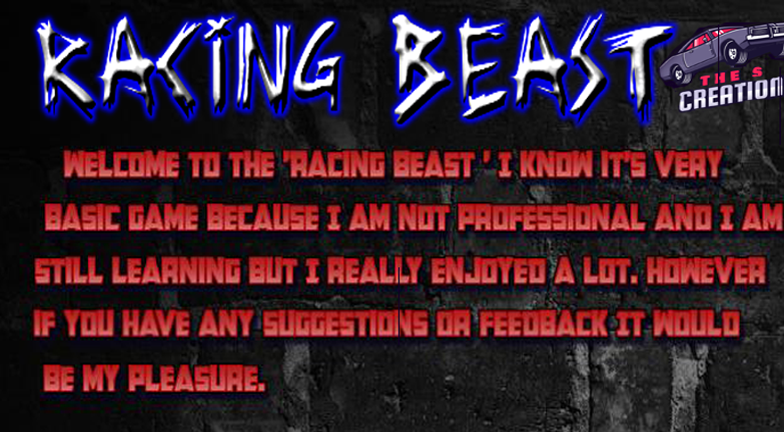 RACING BEAST
THE S
CREATION
WELCOME TO THE 'RACING BEAST ' I KNOW IT'S VERY
BASIC GAME BECAUSE I AM NOT PROFESSIONAL AND I AM
STILL LEARNING BUT I REALLY ENJOYED A LOT. HOWEVER
IF YOU HAVE ANY SUGGESTIONS OR FEEDBACK IT WOULD
BE MY PLEASURE.